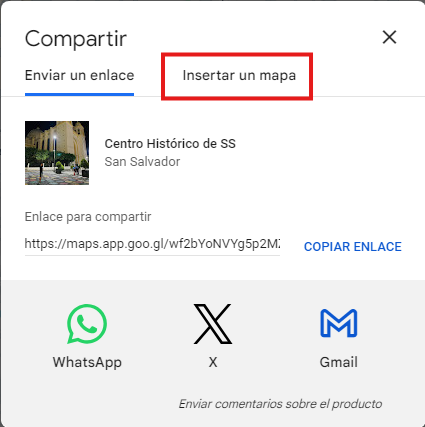 Compartir
Enviar un enlace
Insertar un mapa
Centro Histórico de SS
San Salvador
Enlace para compartir
https://maps.app.goo.gl/wf2bYoNVYg5p2M
COPIAR ENLACE
WhatsApp
X
Gmail
Enviar comentarios sobre el producto